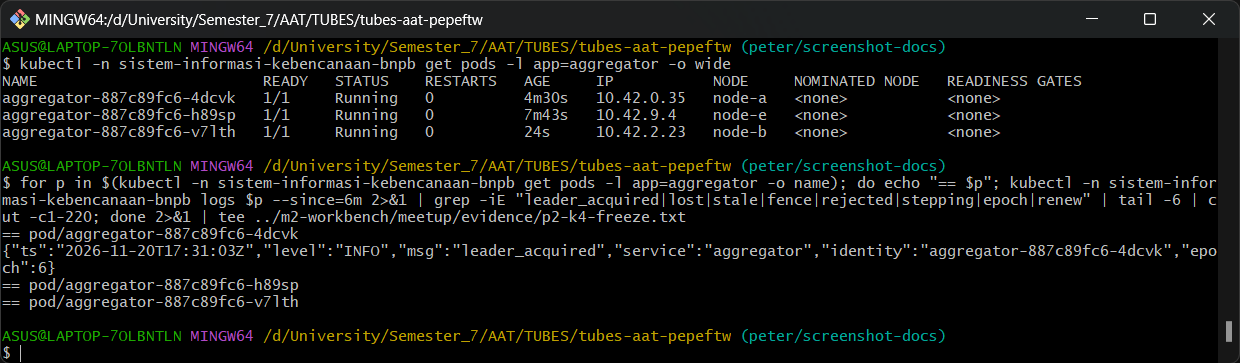 MINGW64:/d/University/Semester_7/AAT/TUBES/tubes-aat-pepeftw
ASUS@LAPTOP-7OLBNTLN MINGW64 /d/University/Semester_7/AAT/TUBES/tubes-aat-pepeftw (peter/screenshot-docs)
$ kubectl -n sistem-informasi-kebencanaan-bnpb get pods -l app=aggregator -o wide
NAME READY STATUS RESTARTS AGE IP NODE NOMINATED NODE READINESS GATES
aggregator-887c89fc6-4dcvk 1/1 Running 0 4m30s 10.42.0.35 node-a <none> <none>
aggregator-887c89fc6-h89sp 1/1 Running 0 7m43s 10.42.9.4 node-e <none> <none>
aggregator-887c89fc6-v7lth 1/1 Running 0 24s 10.42.2.23 node-b <none> <none>
ASUS@LAPTOP-7OLBNTLN MINGW64 /d/University/Semester_7/AAT/TUBES/tubes-aat-pepeftw (peter/screenshot-docs)
$ for p in $(kubectl -n sistem-informasi-kebencanaan-bnpb get pods -l app=aggregator -o name); do echo "== $p"; kubectl -n sistem-infor
masi-kebencanaan-bnpb logs $p --since=6m 2>&1 | grep -iE "leader_acquired|lost|stale|fence|rejected|stepping|epoch|renew" | tail -6 | c
ut -c1-220; done 2>&1 | tee ../m2-workbench/meetup/evidence/p2-k4-freeze.txt
== pod/aggregator-887c89fc6-4dcvk
{"ts":"2026-11-20T17:31:03Z","level":"INFO","msg":"leader_acquired","service":"aggregator","identity":"aggregator-887c89fc6-4dcvk","epo
ch":6}
== pod/aggregator-887c89fc6-h89sp
== pod/aggregator-887c89fc6-v7lth
ASUS@LAPTOP-7OLBNTLN MINGW64 /d/University/Semester_7/AAT/TUBES/tubes-aat-pepeftw (peter/screenshot-docs)
$